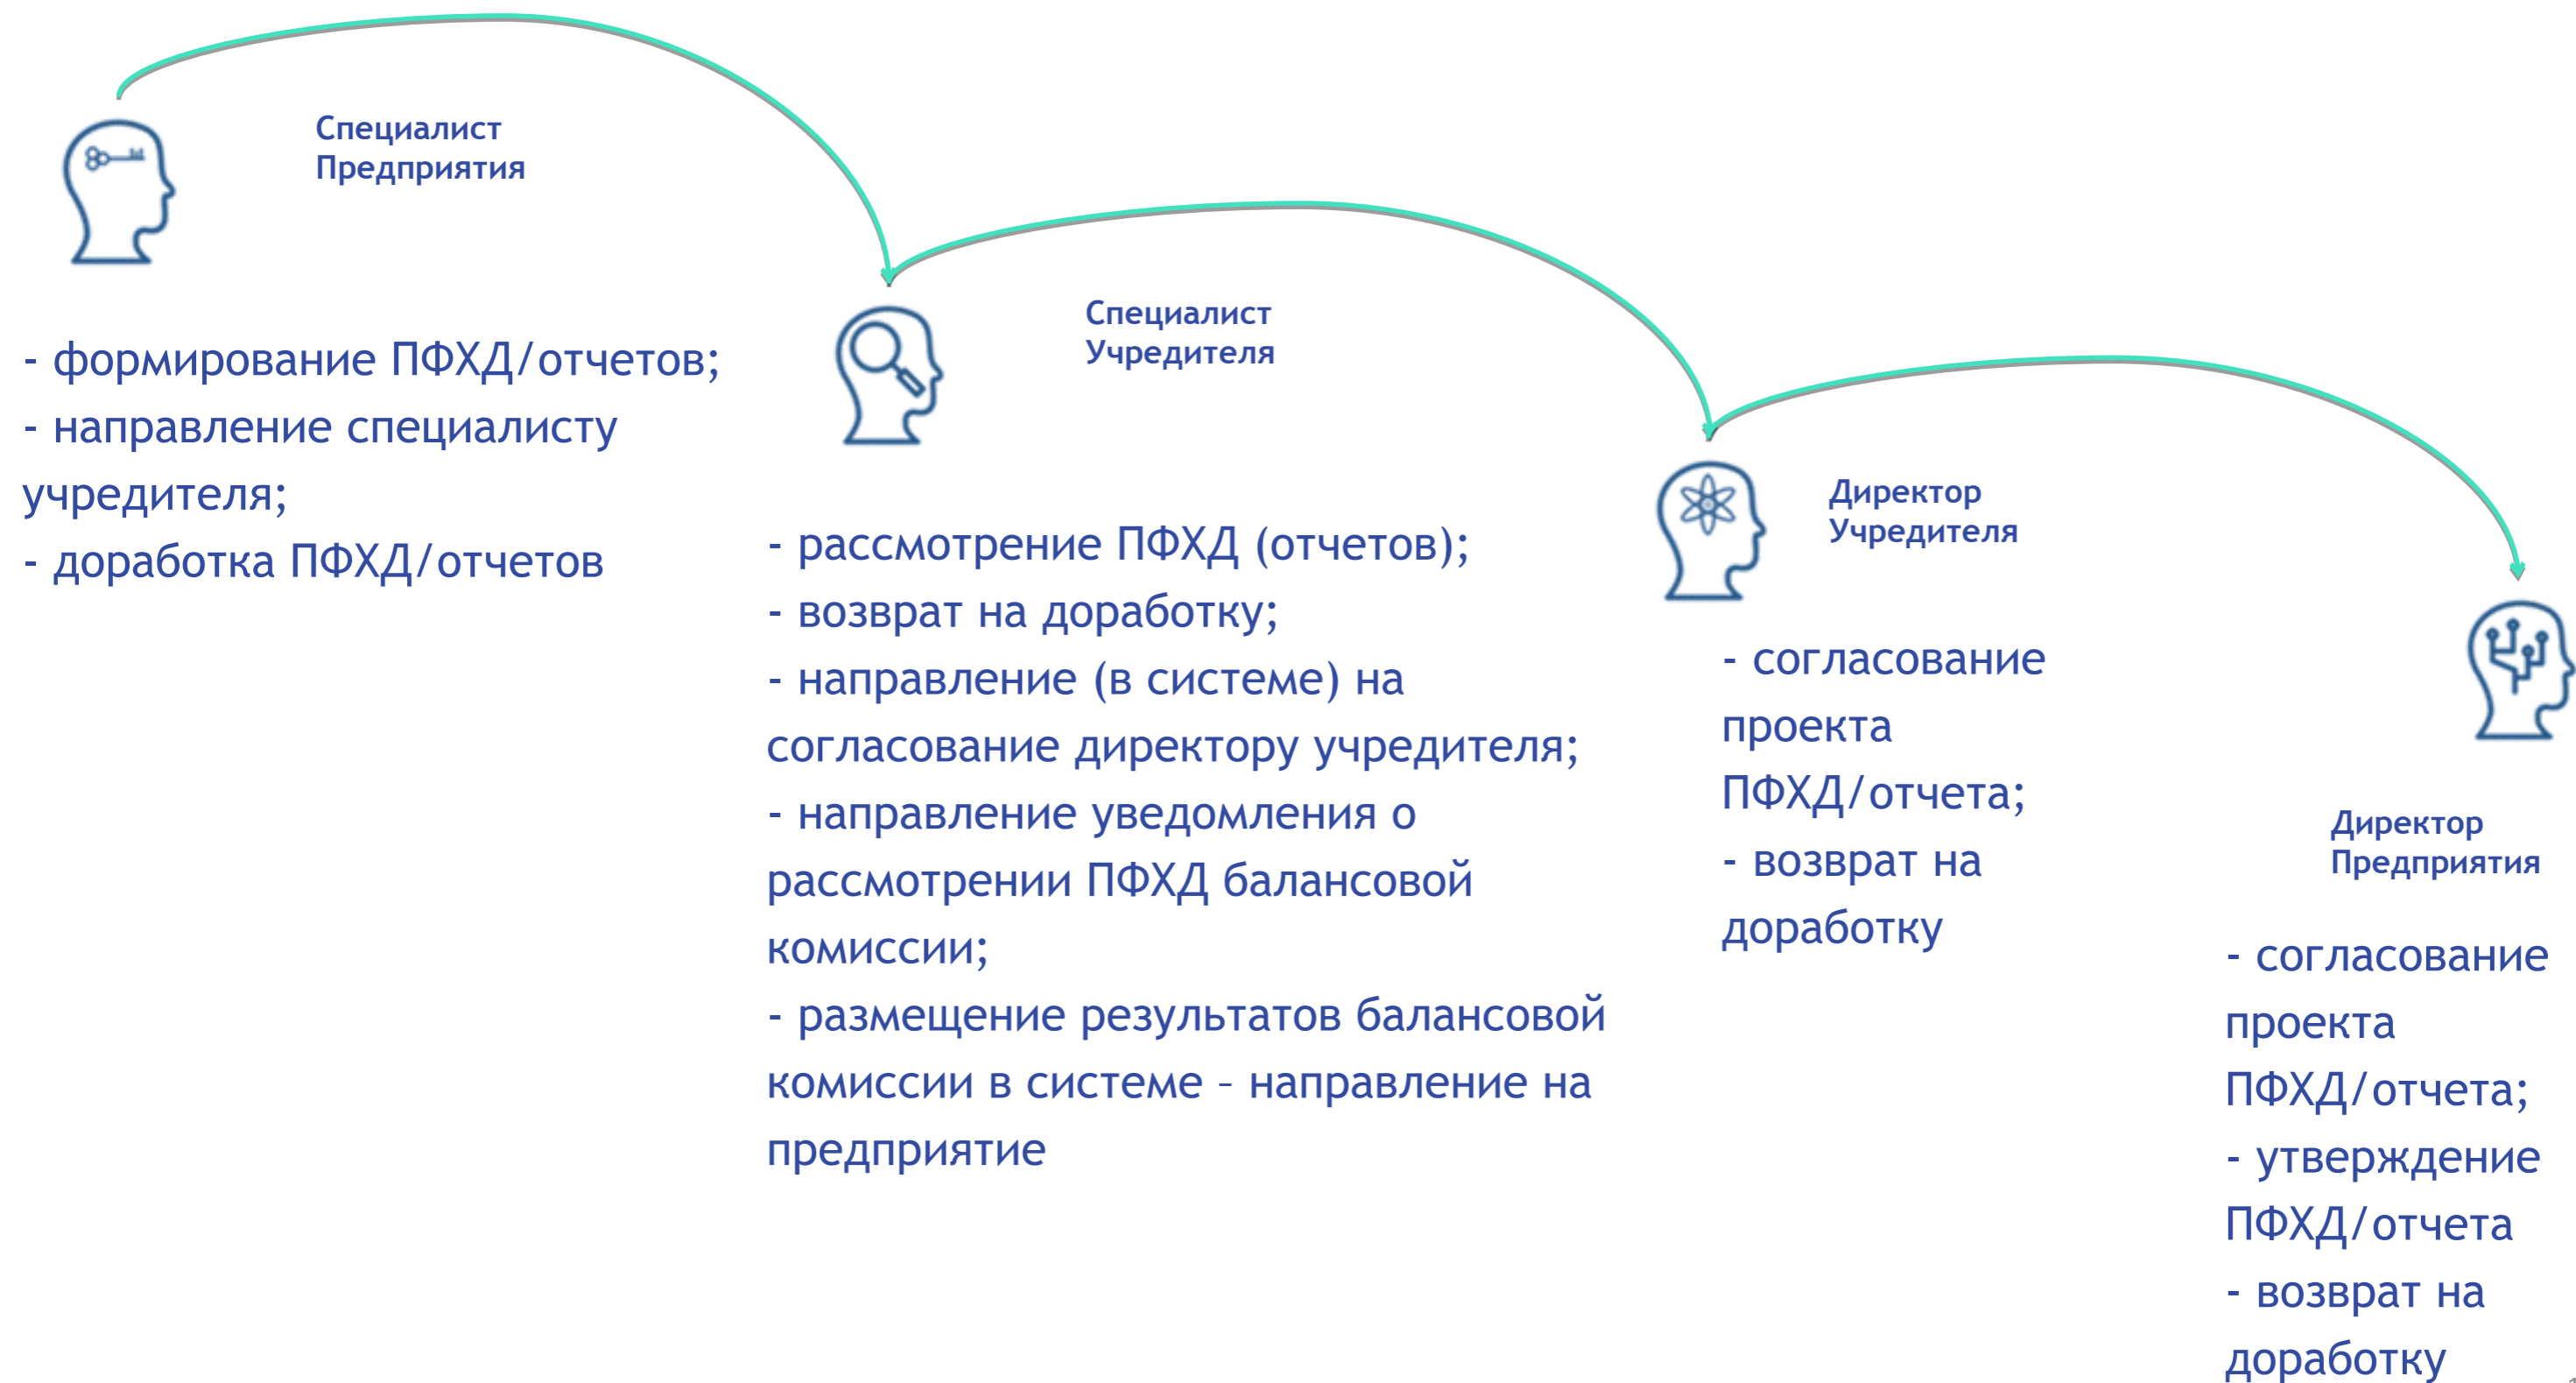 Специалист
Предприятия
- формирование ПФХД/отчетов;
- направление специалисту
учредителя;
- доработка ПФХД/отчетов
Специалист
Учредителя
- рассмотрение ПФХД (отчетов);
- возврат на доработку;
- направление (в системе) на
согласование директору учредителя;
- направление уведомления о
рассмотрении ПФХД балансовой
комиссии;
- размещение результатов балансовой
комиссии в системе – направление на
предприятие
Директор
Учредителя
- согласование
проекта
ПФХД/отчета;
- возврат на
доработку
Директор
Предприятия
- согласование
проекта
ПФХД/отчета;
- утверждение
ПФХД/отчета
- возврат на
доработку